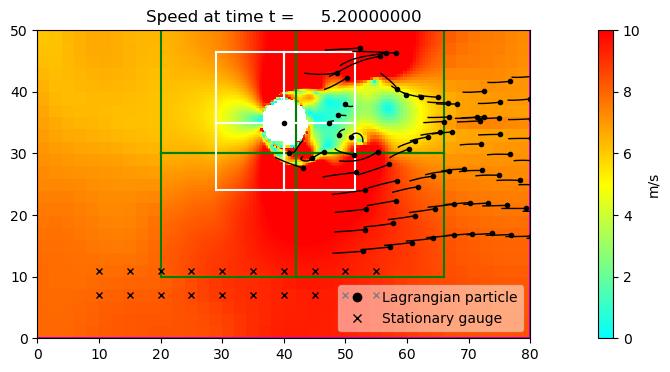 Speed at time t = 5.20000000
50
40
30
20
10
0
0 10 20 30 40 50 60 70 80
Lagrangian particle
Stationary gauge
10
8
6
4
2
0
m/s